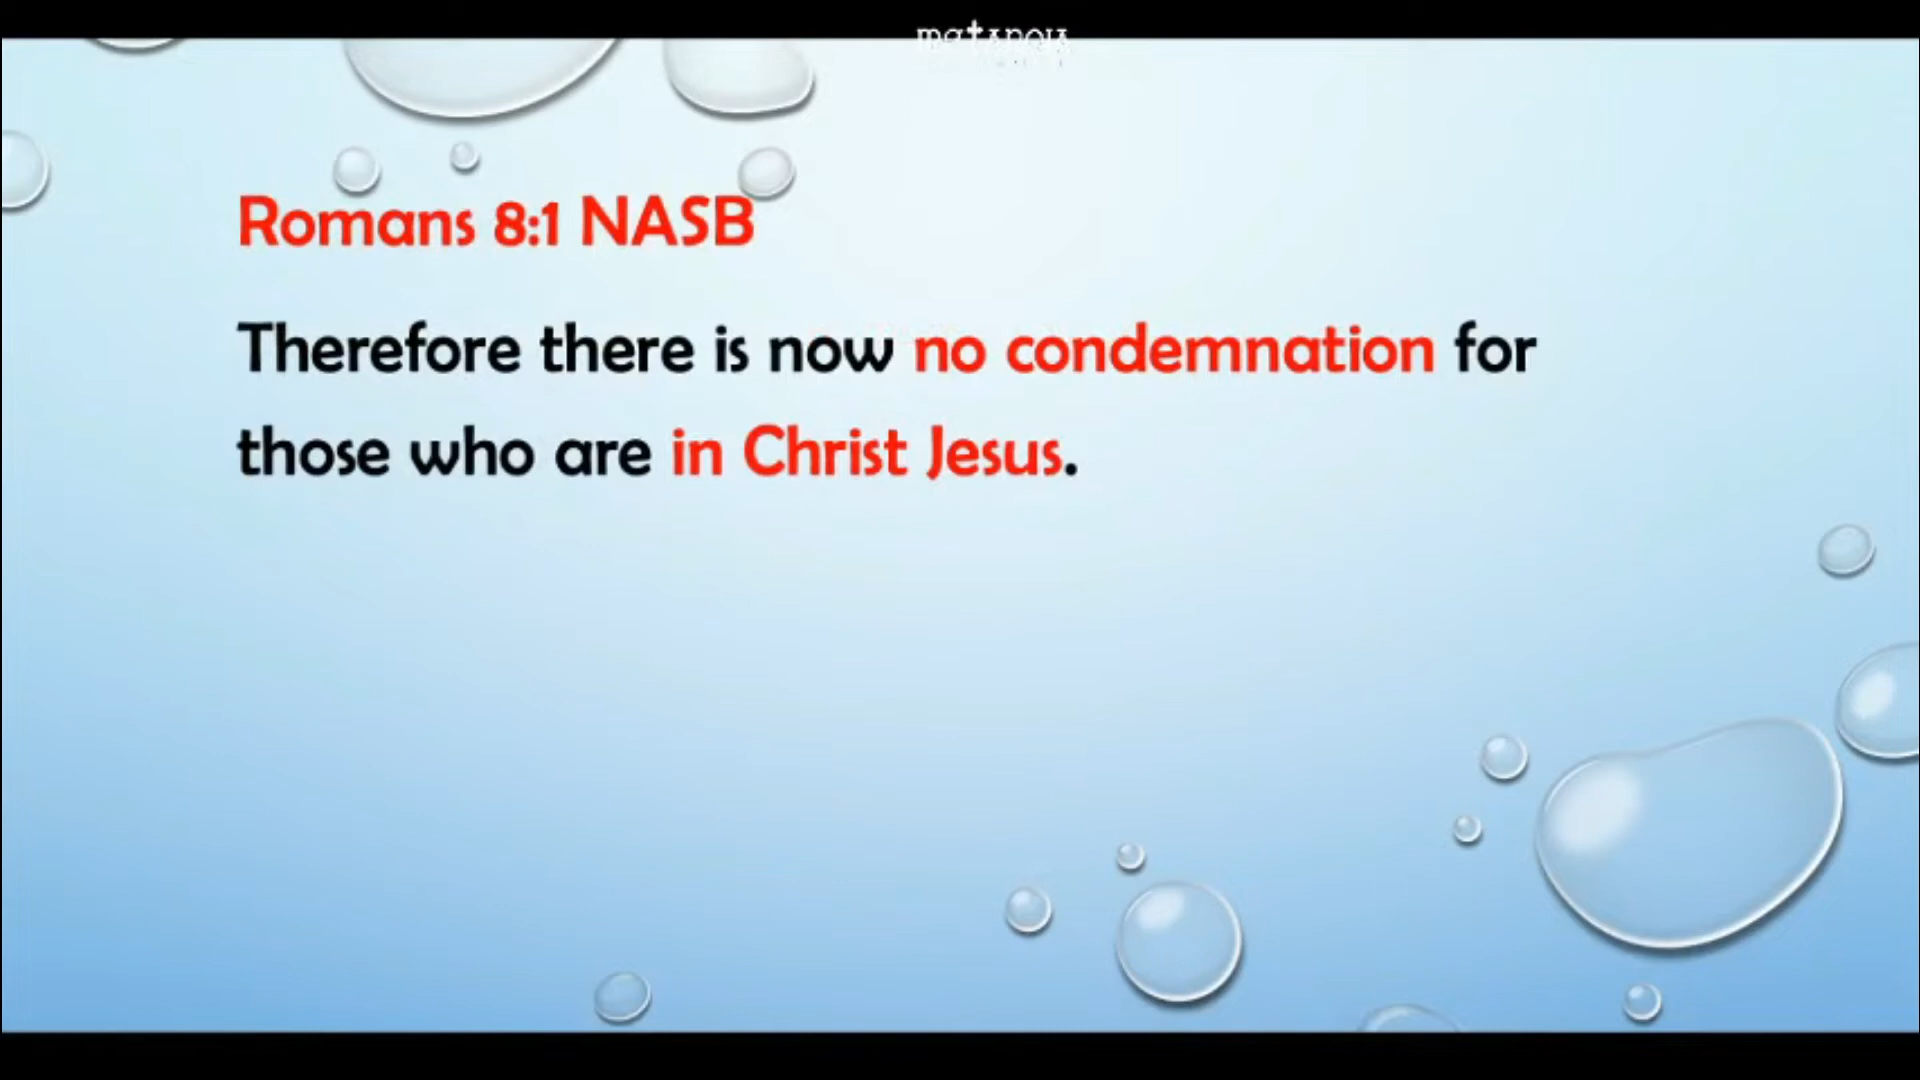 Romans 8:1 NASB
Therefore there is now no condemnation for
those who are in Christ Jesus.